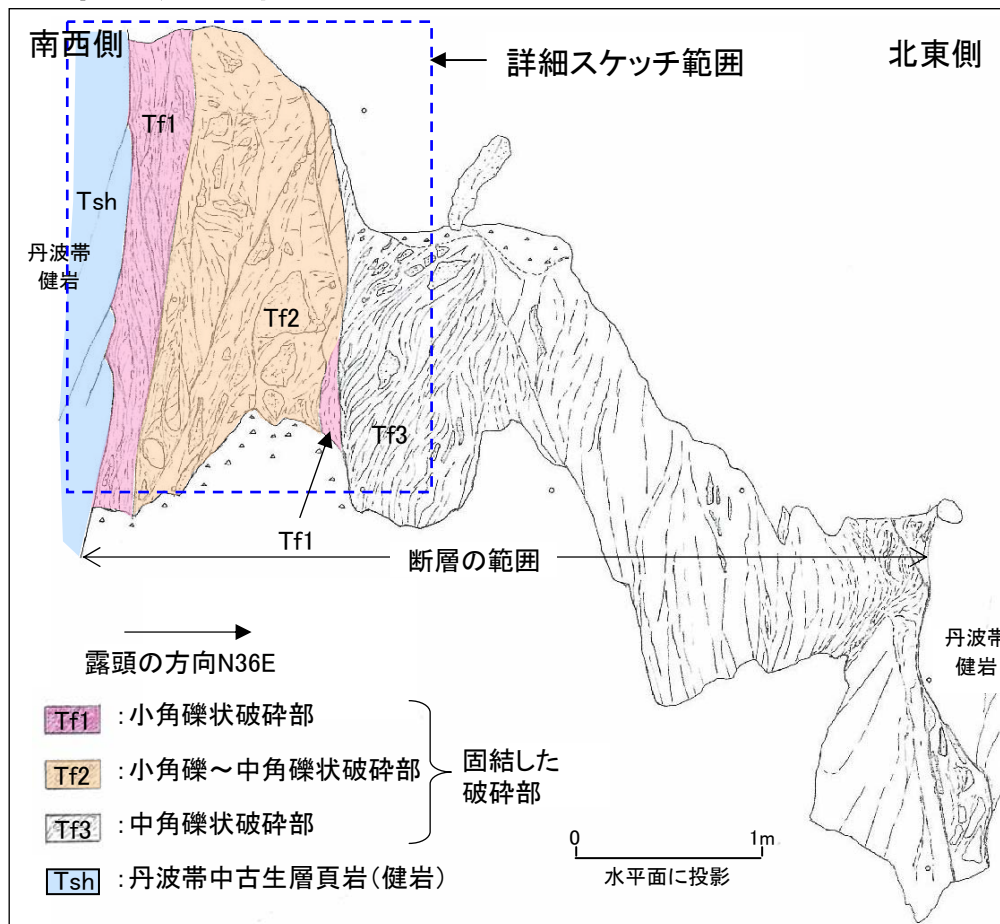 南西側
詳細スケッチ範囲
北東側
Tf1
Tsh
丹波帯
健岩
Tf2
Tf3
Tf1
断層の範囲
露頭の方向N36E
丹波帯
健岩
Tf1 :小角礫状破砕部
Tf2 :小角礫~中角礫状破砕部
Tf3 :中角礫状破砕部
固結した
破砕部
Tsh :丹波帯中古生層頁岩(健岩)
0 1m
水平面に投影